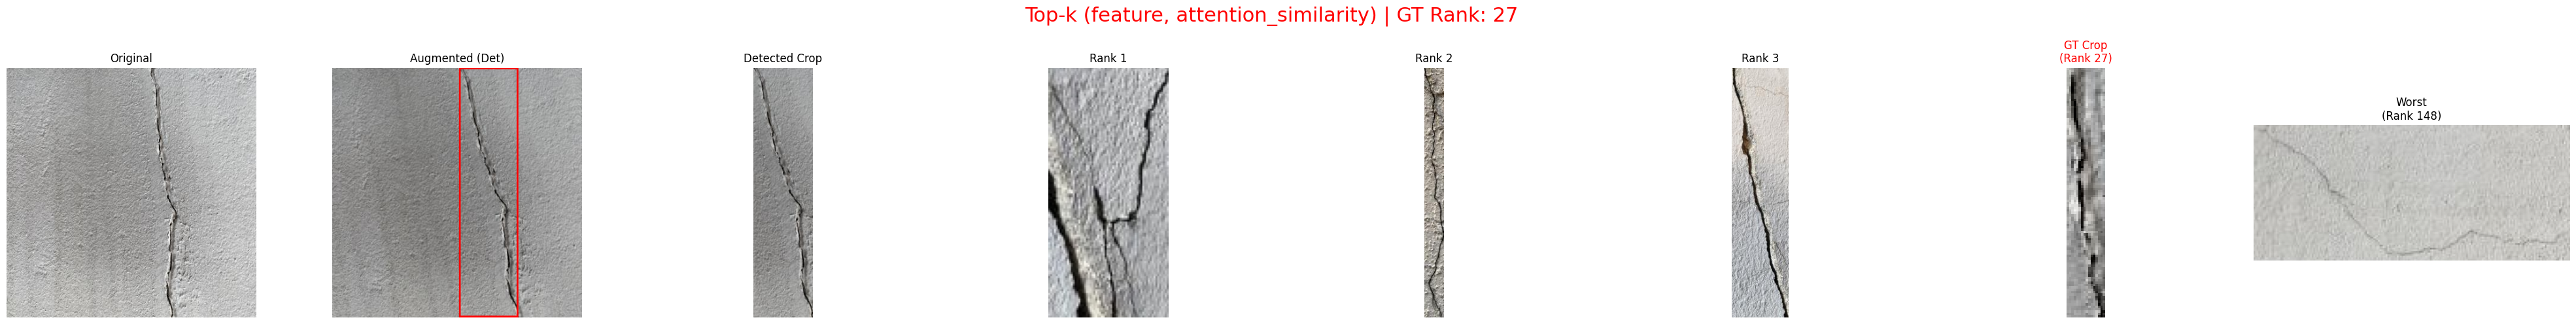 Top-k (feature, attention_similarity) | GT Rank: 27
Original
Augmented (Det)
Detected Crop
Rank 1
Rank 2
Rank 3
GT Crop
(Rank 27)
Worst
(Rank 148)